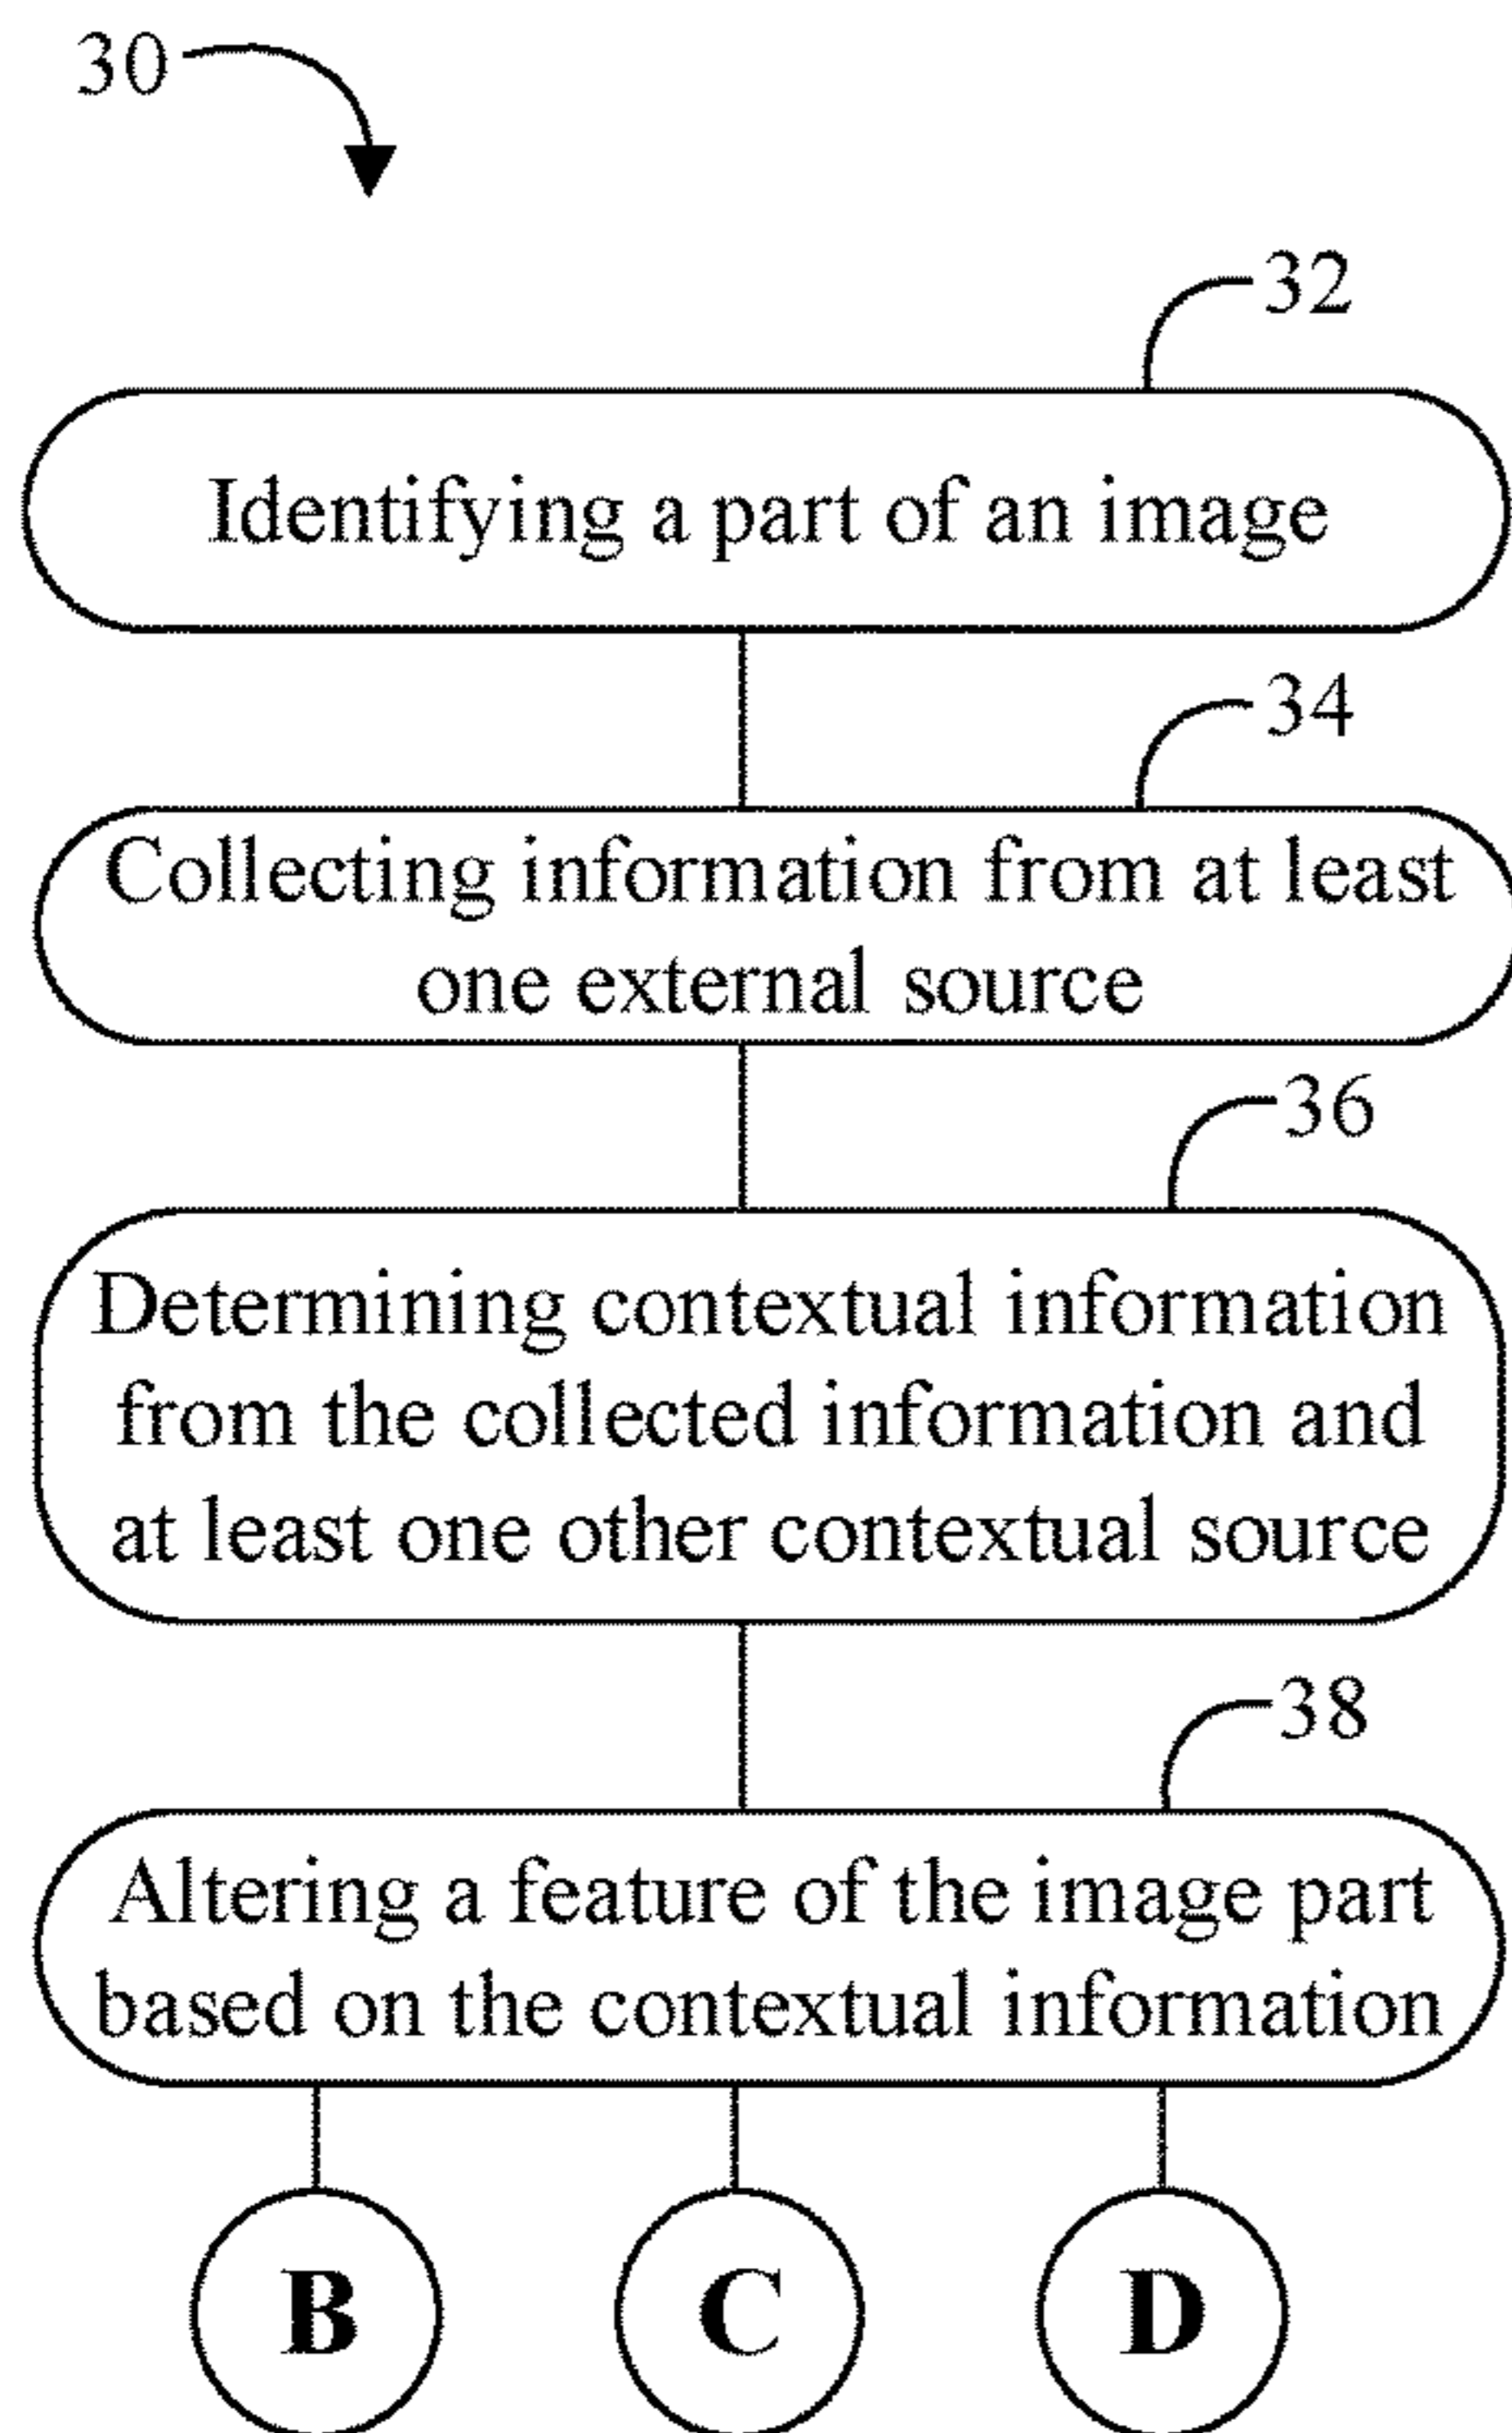 30
32
Identifying a part of an image
34
Collecting information from at least
one external source
36
Determining contextual information
from the collected information and
at least one other contextual source
38
Altering a feature of the image part
based on the contextual information
B C D